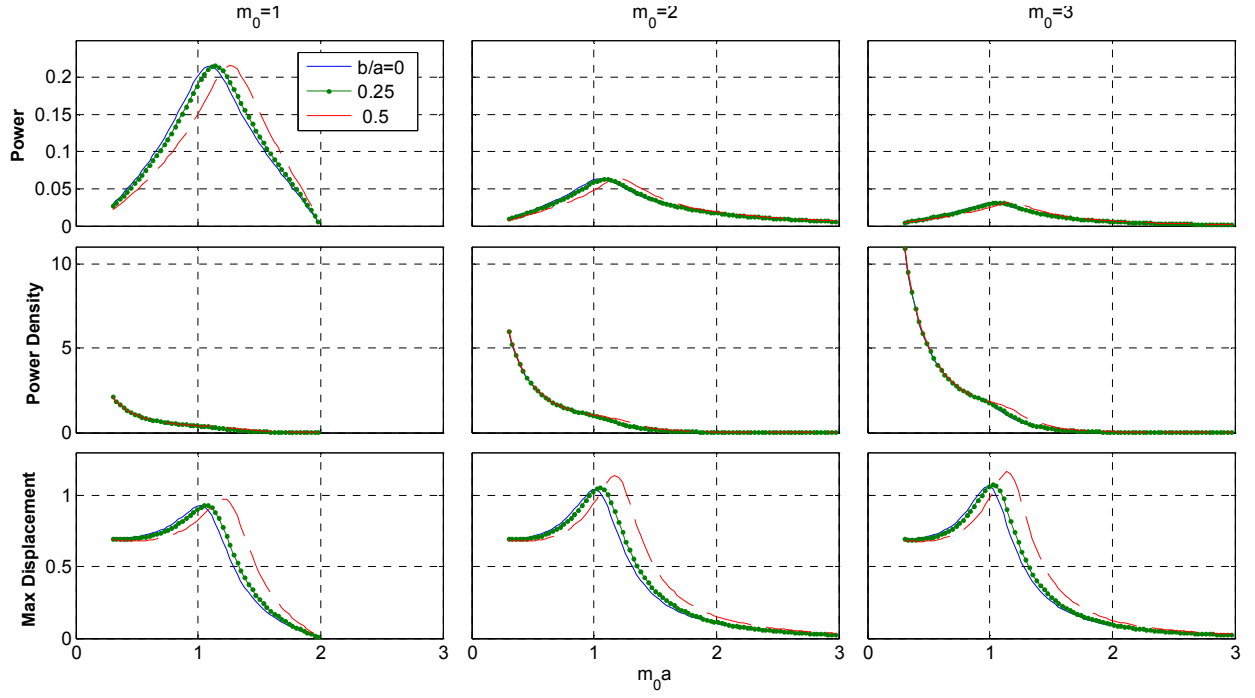 m₀=1
m₀=2
m₀=3
b/a=0
0.25
0.5
Power
0.2
0.15
0.1
0.05
0
Power Density
10
5
0
Max Displacement
1
0.5
0
0 1 2 3
0 1 2 3
0 1 2 3
m₀a